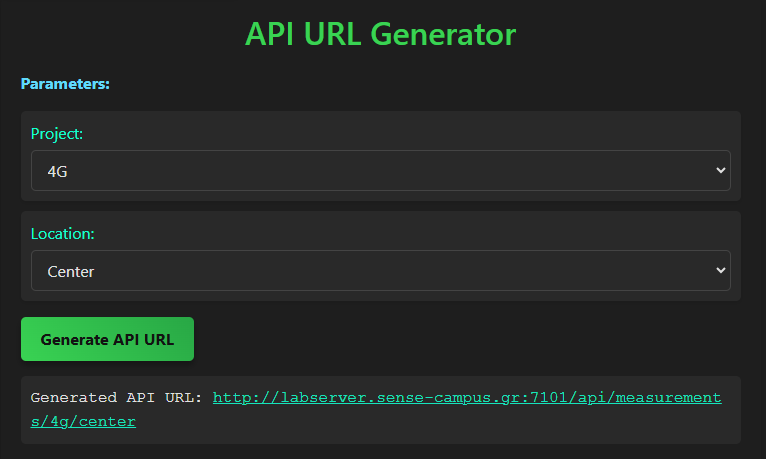 API URL Generator
Parameters:
Project:
4G
Location:
Center
Generate API URL
Generated API URL: http://labserver.sense-campus.gr:7101/api/measurement
s/4g/center